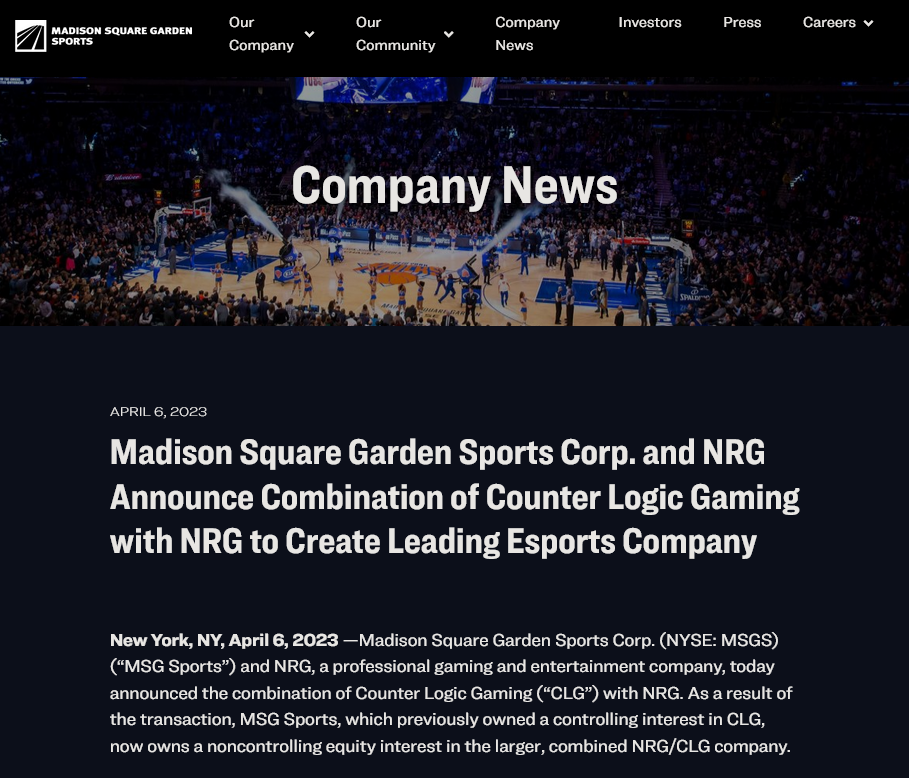 MADISON SQUARE GARDEN
SPORTS
Our
Company
Our
Community
Company
News
Investors
Press
Careers
Company News
SPALDING
APRIL 6, 2023
Madison Square Garden Sports Corp. and NRG
Announce Combination of Counter Logic Gaming
with NRG to Create Leading Esports Company
New York, NY, April 6, 2023 —Madison Square Garden Sports Corp. (NYSE: MSGS)
(“MSG Sports”) and NRG, a professional gaming and entertainment company, today
announced the combination of Counter Logic Gaming (“CLG”) with NRG. As a result of
the transaction, MSG Sports, which previously owned a controlling interest in CLG,
now owns a noncontrolling equity interest in the larger, combined NRG/CLG company.